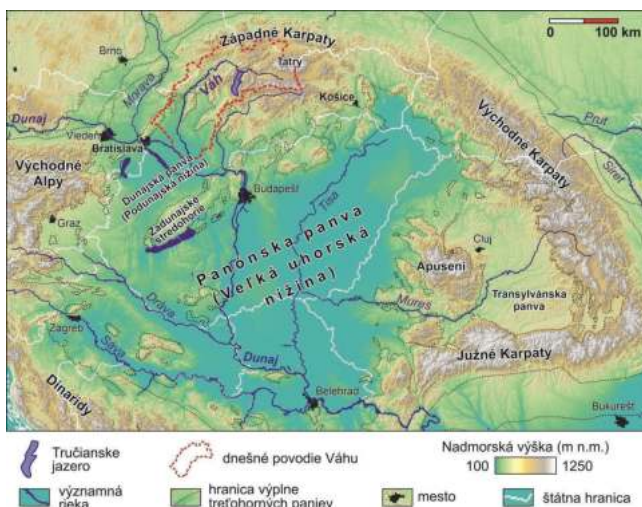 Západné Karpaty
0 100 km
Brno
Morava
Váh
Tatry
Košice
Dunaj
Viedeň
Bratislava
Východné Karpaty
Prut
Siret
Východné
Alpy
Dunajská panva
(Podunajská nížina)
Budapešť
Graz
Zadunajské
stredohorie
Tisa
Panónska panva
(Veľká uhorská
nížina)
Cluj
Apuseni
Mureş
Transylvánska
panva
Dráva
Zagreb
Sáva
Dunaj
Južné Karpaty
Dinaridy
Belehrad
Bukurešť
Tručianske
jazero
dnešné povodie Váhu
Nadmorská výška (m n.m.)
100 1250
významná
rieka
hranica výplne
treťohorných paniev
mesto
štátna hranica